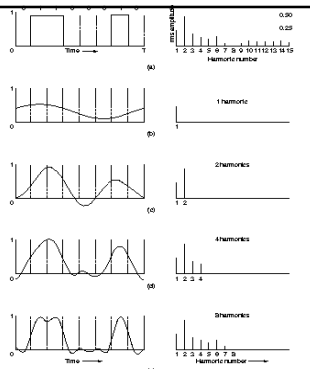 1
0
Time
T
rms amplitude
0.50
0.25
1 2 3 4 5 6 7 8 9 10 11 12 13 14 15
Harmonic number
(a)
1
0
(b)
1 harmonic
1
1
0
(c)
2 harmonics
1 2
1
0
(d)
4 harmonics
1 2 3 4
1
0
Time
8 harmonics
1 2 3 4 5 6 7 8
Harmonic number